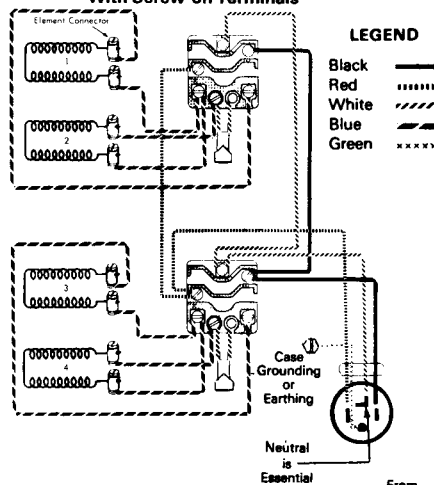 With Screw-on Terminals
Element Connector
1
2
3
4
LEGEND
Black
Red
White
Blue
Green
Case
Grounding
or
Earthing
Neutral
is
Essential
From